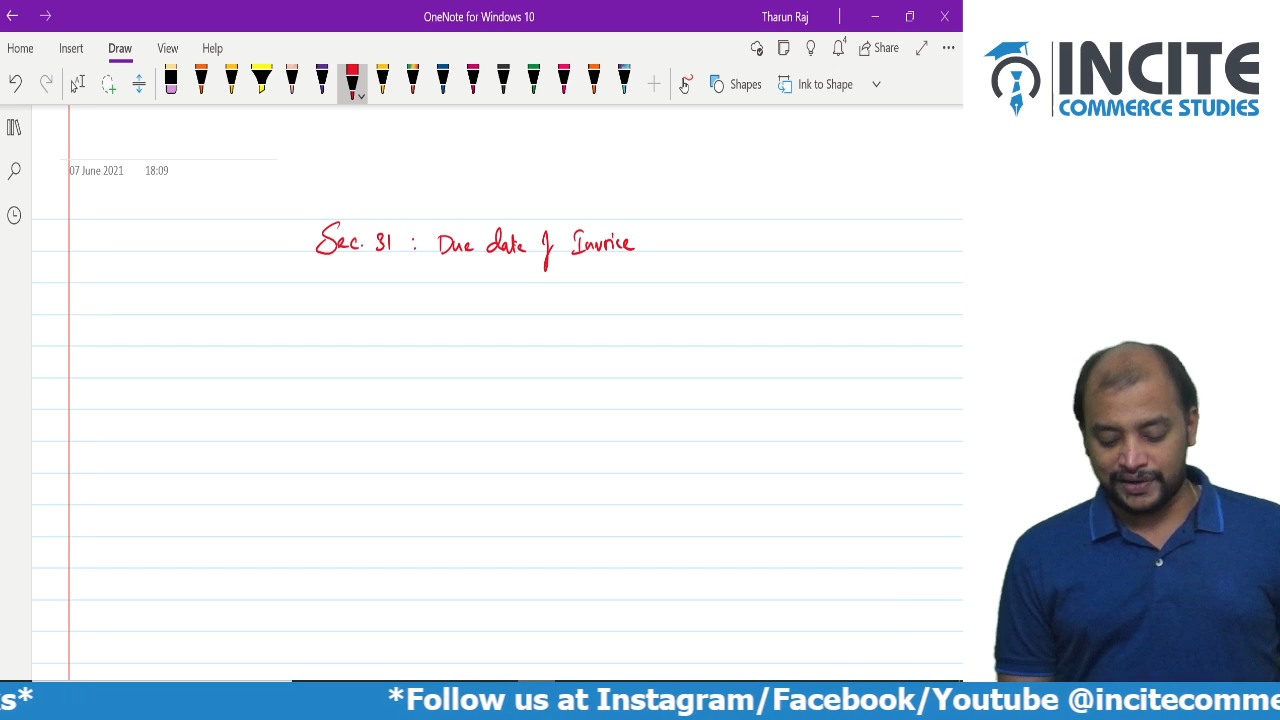 OneNote for Windows 10
Tharun Raj
Home Insert Draw View Help
4
Share
Shapes
Ink to Shape
INCITE
COMMERCE STUDIES
07 June 2021 18:09
Sec. 31 : Due date of Invoice
s* *Follow us at Instagram/Facebook/Youtube @incitecomme